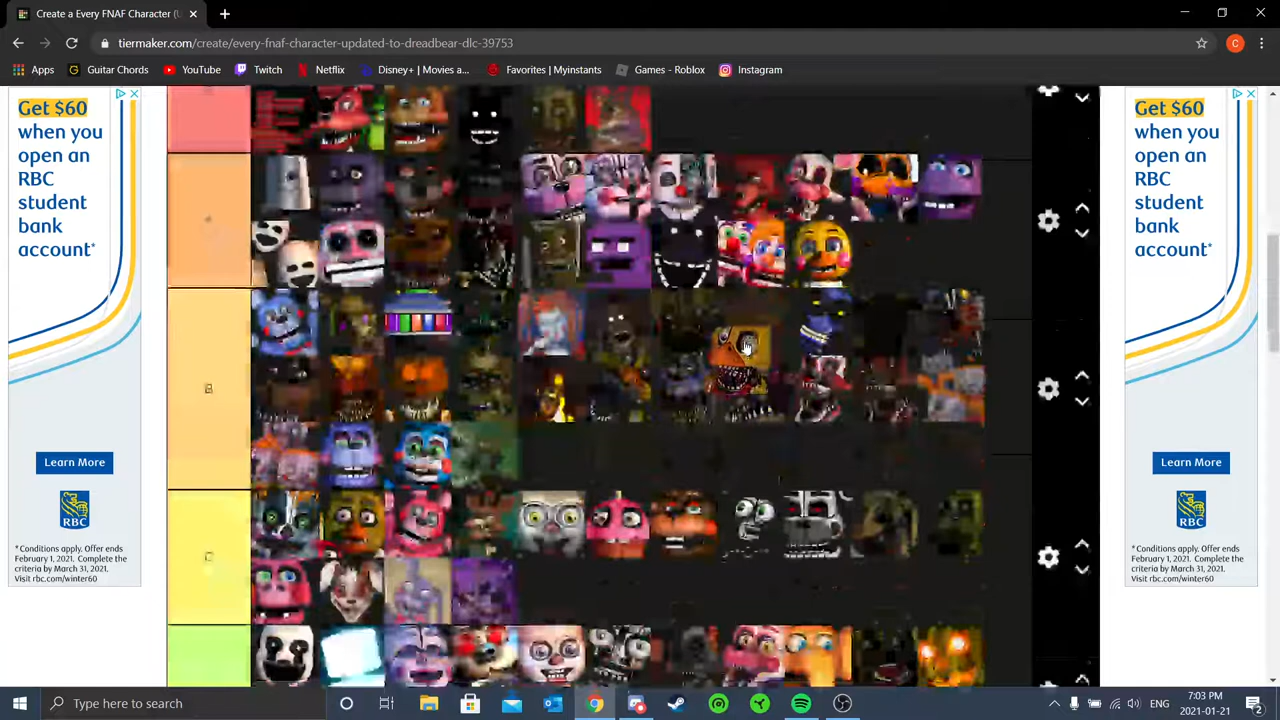 Create a Every FNAF Character (U
tiermaker.com/create/every-fnaf-character-updated-to-dreadbear-dlc-39753
C
Apps
Guitar Chords
YouTube
Twitch
Netflix
Disney+ | Movies a...
Favorites | Myinstants
Games - Roblox
Instagram
Get $60
when you
open an
RBC
student
bank
account*
Learn More
RBC
*Conditions apply. Offer ends
February 1, 2021. Complete the
criteria by March 31, 2021.
Visit rbc.com/winter60
B
C
Get $60
when you
open an
RBC
student
bank
account*
Learn More
RBC
*Conditions apply. Offer ends
February 1, 2021. Complete the
criteria by March 31, 2021.
Visit rbc.com/winter60
Type here to search
ENG
7:03 PM
2021-01-21
2